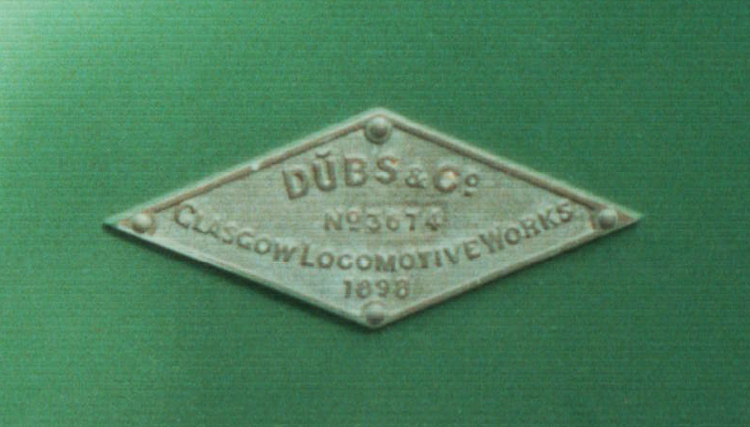 DŬBS & Cº
Nº 3674
GLASGOW LOCOMOTIVE WORKS
1898